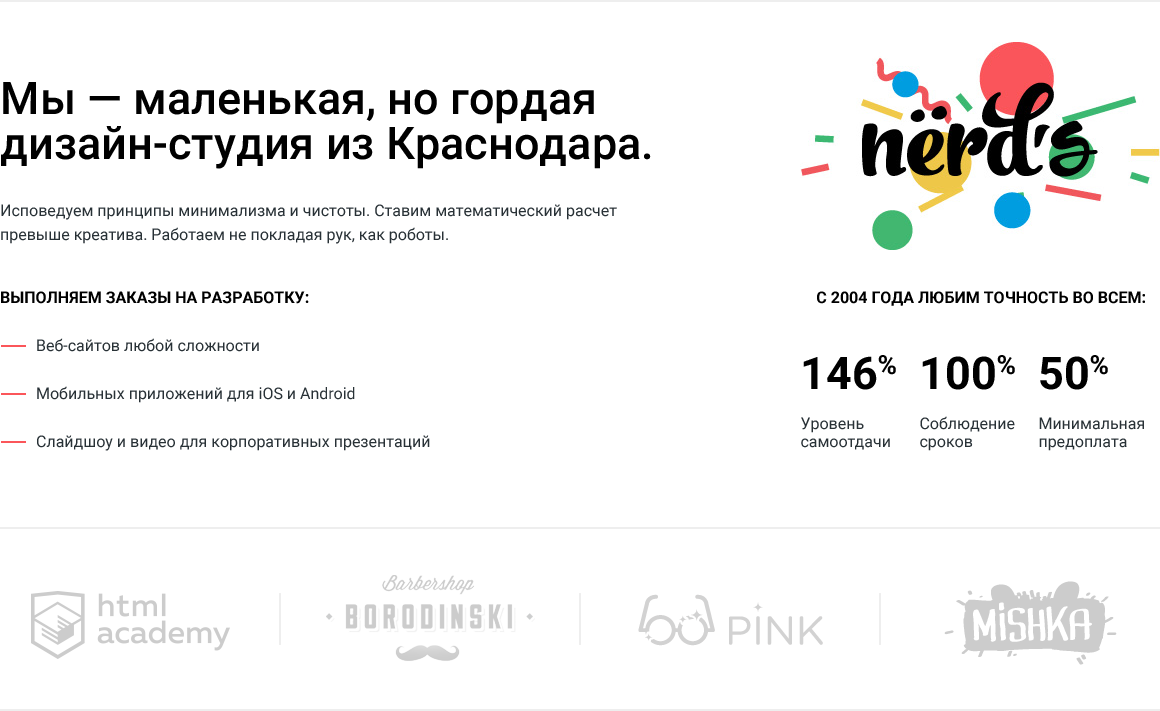 Мы — маленькая, но гордая
дизайн-студия из Краснодара.
Исповедуем принципы минимализма и чистоты. Ставим математический расчет
превыше креатива. Работаем не покладая рук, как роботы.
ВЫПОЛНЯЕМ ЗАКАЗЫ НА РАЗРАБОТКУ:
Веб-сайтов любой сложности
Мобильных приложений для iOS и Android
Слайдшоу и видео для корпоративных презентаций
nërd's
С 2004 ГОДА ЛЮБИМ ТОЧНОСТЬ ВО ВСЕМ:
146% 100% 50%
Уровень Соблюдение Минимальная
самоотдачи сроков предоплата
html
academy
Barbershop
BORODINSKI
PINK
MiSHKA